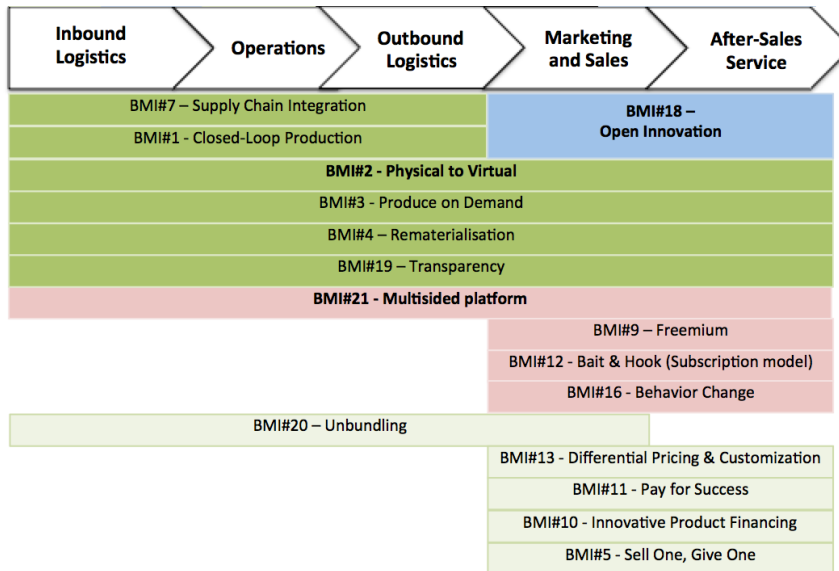 Inbound
Logistics
Operations
Outbound
Logistics
Marketing
and Sales
After-Sales
Service
BMI#7 – Supply Chain Integration
BMI#1 - Closed-Loop Production
BMI#18 –
Open Innovation
BMI#2 - Physical to Virtual
BMI#3 - Produce on Demand
BMI#4 – Rematerialisation
BMI#19 – Transparency
BMI#21 - Multisided platform
BMI#9 – Freemium
BMI#12 - Bait & Hook (Subscription model)
BMI#16 - Behavior Change
BMI#20 – Unbundling
BMI#13 - Differential Pricing & Customization
BMI#11 - Pay for Success
BMI#10 - Innovative Product Financing
BMI#5 - Sell One, Give One